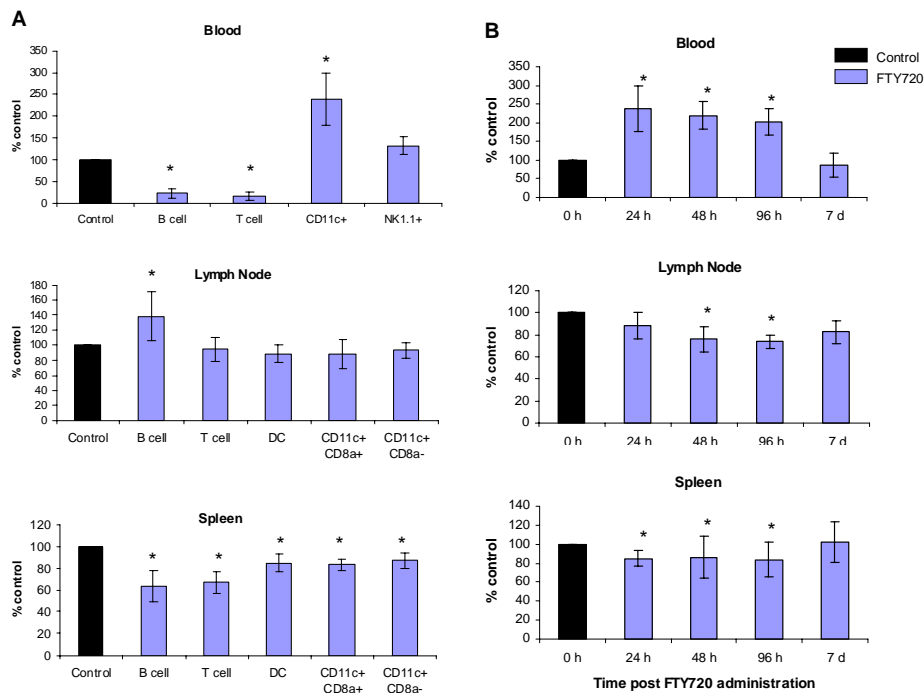 A
Blood
350
300
250
200
150
100
50
0
% control
*
*
*
Control B cell T cell CD11c+ NK1.1+
Lymph Node
180
160
140
120
100
80
60
40
20
0
% control
*
Control B cell T cell DC CD11c+ CD11c+
CD8a+ CD8a-
Spleen
120
100
80
60
40
20
0
% control
* * * * *
Control B cell T cell DC CD11c+ CD11c+
CD8a+ CD8a-
B
Blood
Control
FTY720
350
300
250
200
150
100
50
0
% control
* * *
0 h 24 h 48 h 96 h 7 d
Lymph Node
120
100
80
60
40
20
0
% control
* *
0 h 24 h 48 h 96 h 7 d
Spleen
120
100
80
60
40
20
0
% control
* * *
0 h 24 h 48 h 96 h 7 d
Time post FTY720 administration